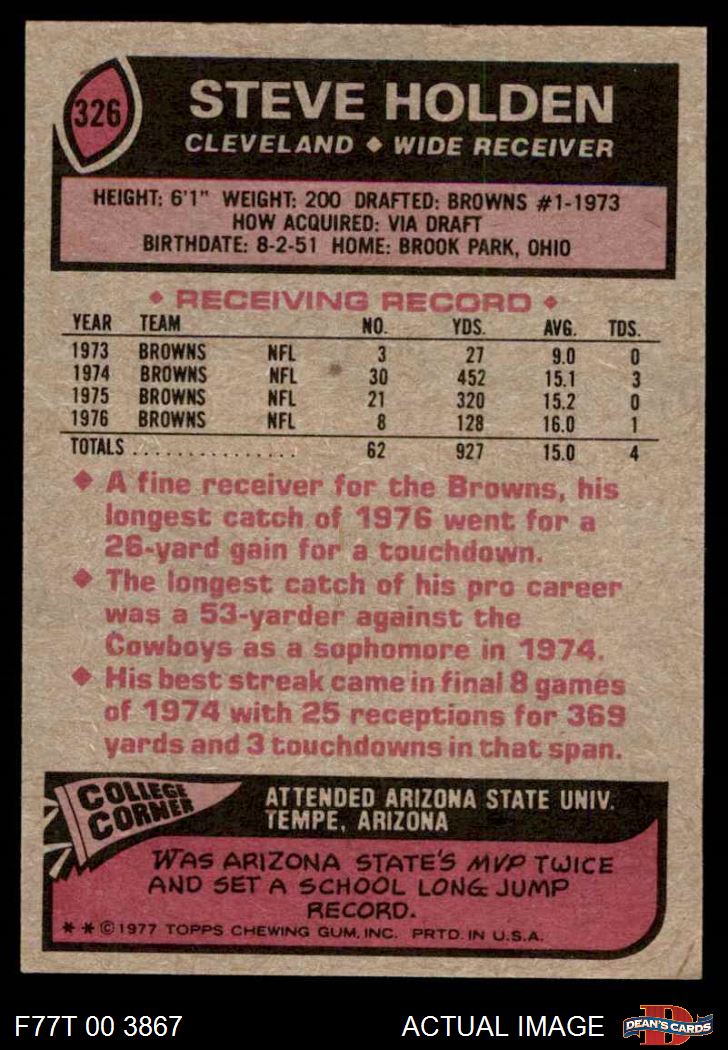 326
STEVE HOLDEN
CLEVELAND ◆ WIDE RECEIVER
HEIGHT: 6'1" WEIGHT: 200 DRAFTED: BROWNS #1-1973
HOW ACQUIRED: VIA DRAFT
BIRTHDATE: 8-2-51 HOME: BROOK PARK, OHIO
◆ RECEIVING RECORD ◆
YEAR TEAM NO. YDS. AVG. TDS.
1973 BROWNS NFL 3 27 9.0 0
1974 BROWNS NFL 30 452 15.1 3
1975 BROWNS NFL 21 320 15.2 0
1976 BROWNS NFL 8 128 16.0 1
TOTALS . . . . . . . . . . . . . . . 62 927 15.0 4
◆ A fine receiver for the Browns, his
longest catch of 1976 went for a
26-yard gain for a touchdown.
◆ The longest catch of his pro career
was a 53-yarder against the
Cowboys as a sophomore in 1974.
◆ His best streak came in final 8 games
of 1974 with 25 receptions for 369
yards and 3 touchdowns in that span.
COLLEGE
CORNER
ATTENDED ARIZONA STATE UNIV.
TEMPE, ARIZONA
WAS ARIZONA STATE'S MVP TWICE
AND SET A SCHOOL LONG JUMP
RECORD.
* * © 1977 TOPPS CHEWING GUM, INC. PRTD. IN U.S.A.
F77T 00 3867
ACTUAL IMAGE
D
DEAN'S CARDS